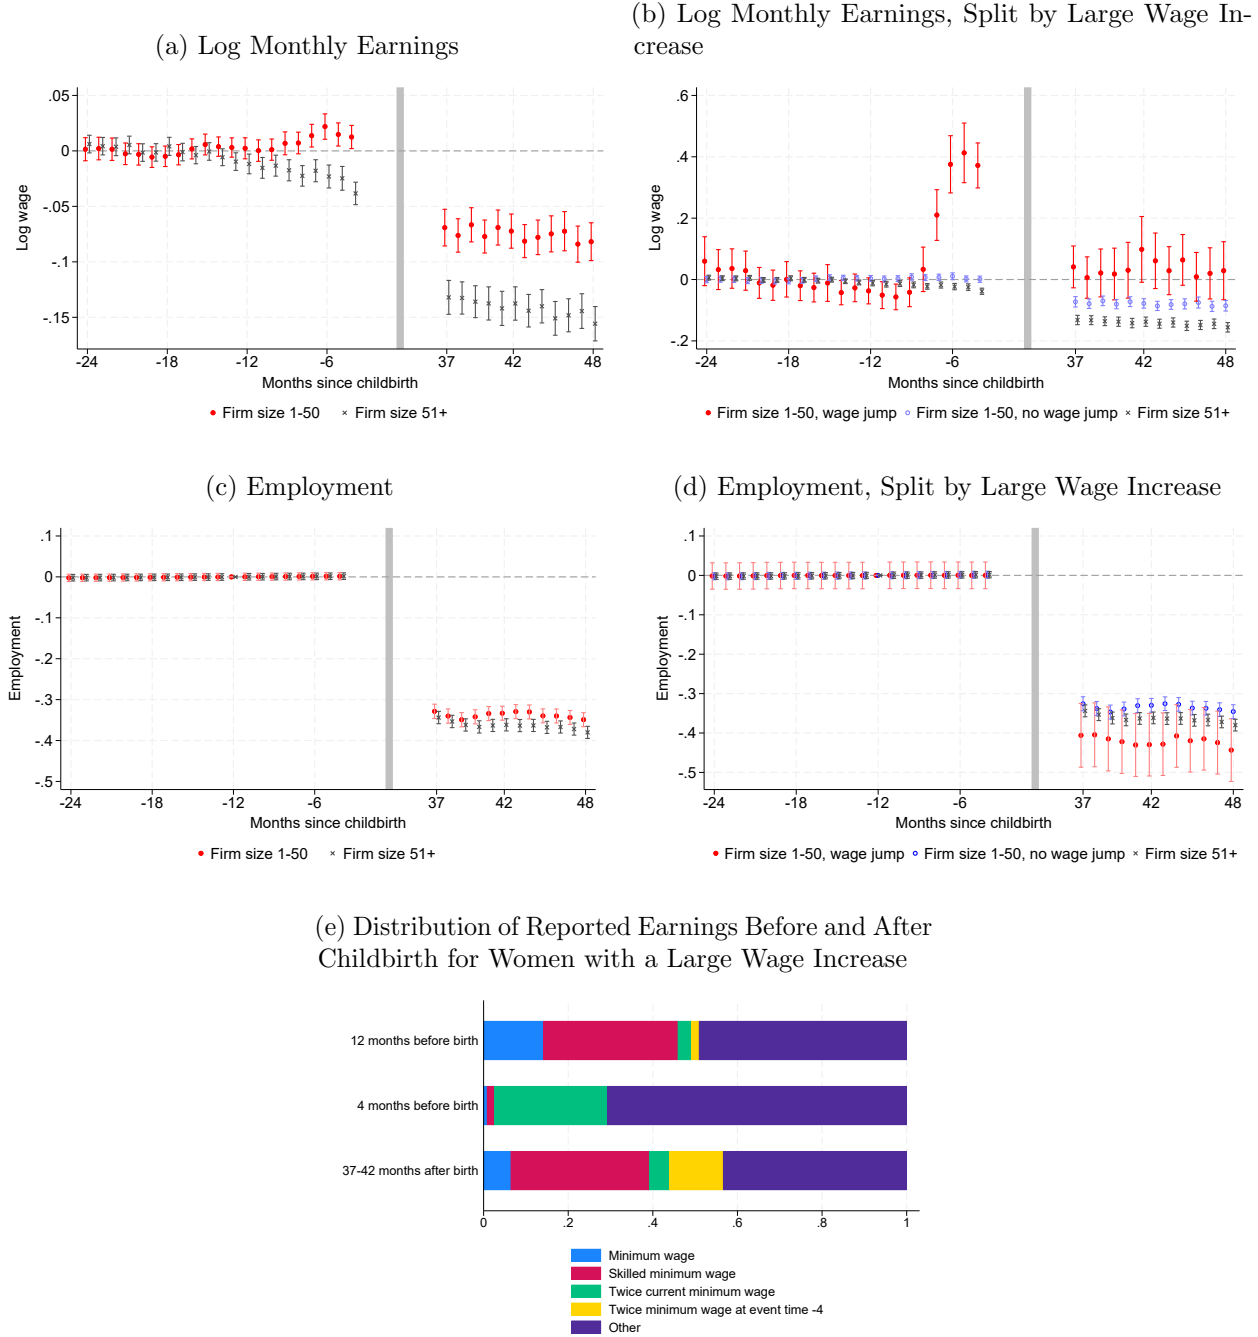 (a) Log Monthly Earnings
(b) Log Monthly Earnings, Split by Large Wage In-
crease
.05
0
-.05
-.1
-.15
Log wage
-24
-18
-12
-6
37
42
48
Months since childbirth
Firm size 1-50
Firm size 51+
.6
.4
.2
0
-.2
Log wage
-24
-18
-12
-6
37
42
48
Months since childbirth
Firm size 1-50, wage jump
Firm size 1-50, no wage jump
Firm size 51+
(c) Employment
(d) Employment, Split by Large Wage Increase
.1
0
-.1
-.2
-.3
-.4
-.5
Employment
-24
-18
-12
-6
37
42
48
Months since childbirth
Firm size 1-50
Firm size 51+
.1
0
-.1
-.2
-.3
-.4
-.5
Employment
-24
-18
-12
-6
37
42
48
Months since childbirth
Firm size 1-50, wage jump
Firm size 1-50, no wage jump
Firm size 51+
(e) Distribution of Reported Earnings Before and After
Childbirth for Women with a Large Wage Increase
12 months before birth
4 months before birth
37-42 months after birth
0
.2
.4
.6
.8
1
Minimum wage
Skilled minimum wage
Twice current minimum wage
Twice minimum wage at event time -4
Other